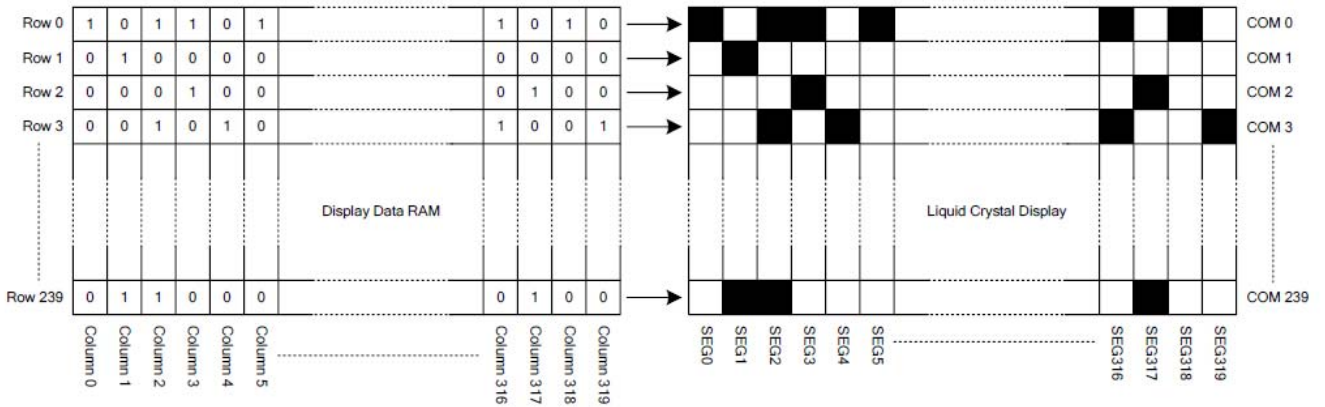 Row 0 1 0 1 1 0 1 1 0 1 0 COM 0
Row 1 0 1 0 0 0 0 0 0 0 0 COM 1
Row 2 0 0 0 1 0 0 0 1 0 0 COM 2
Row 3 0 0 1 0 1 0 1 0 0 1 COM 3
Display Data RAM Liquid Crystal Display
Row 239 0 1 1 0 0 0 0 1 0 0 COM 239
Column 0 Column 1 Column 2 Column 3 Column 4 Column 5 Column 316 Column 317 Column 318 Column 319 SEG0 SEG1 SEG2 SEG3 SEG4 SEG5 SEG316 SEG317 SEG318 SEG319